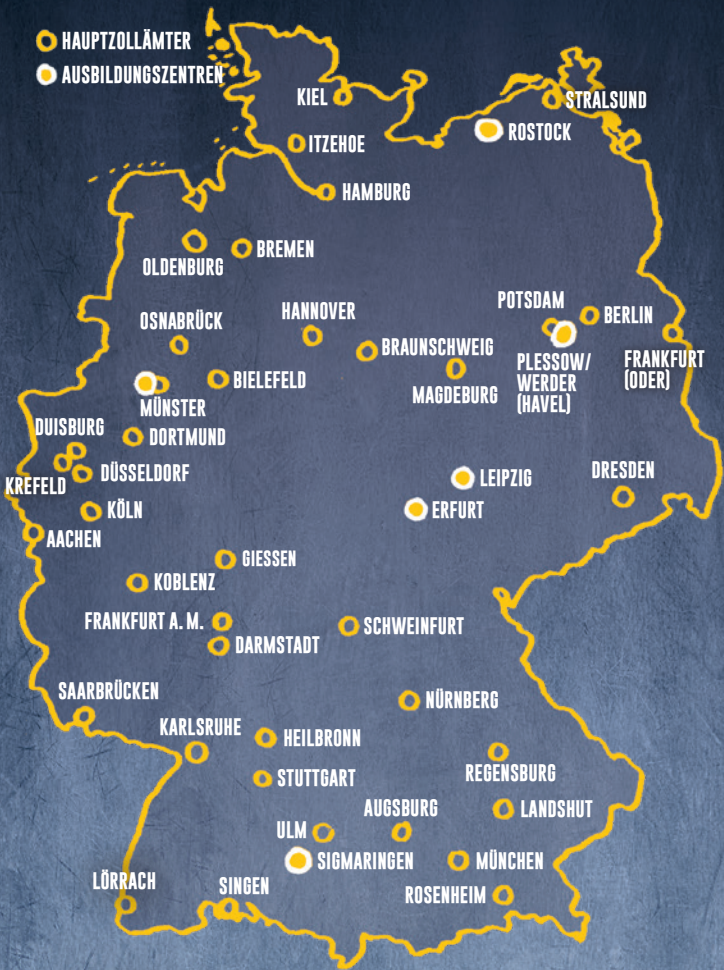 HAUPTZOLLÄMTER
AUSBILDUNGSZENTREN
KIEL
STRALSUND
ROSTOCK
ITZEHOE
HAMBURG
BREMEN
OLDENBURG
HANNOVER
POTSDAM
BERLIN
OSNABRÜCK
BRAUNSCHWEIG
PLESSOW/
WERDER
(HAVEL)
FRANKFURT
(ODER)
BIELEFELD
MAGDEBURG
MÜNSTER
DUISBURG
DORTMUND
DÜSSELDORF
KREFELD
LEIPZIG
DRESDEN
KÖLN
ERFURT
AACHEN
GIESSEN
KOBLENZ
FRANKFURT A. M.
SCHWEINFURT
DARMSTADT
SAARBRÜCKEN
NÜRNBERG
KARLSRUHE
HEILBRONN
REGENSBURG
STUTTGART
AUGSBURG
LANDSHUT
ULM
SIGMARINGEN
MÜNCHEN
LÖRRACH
SINGEN
ROSENHEIM